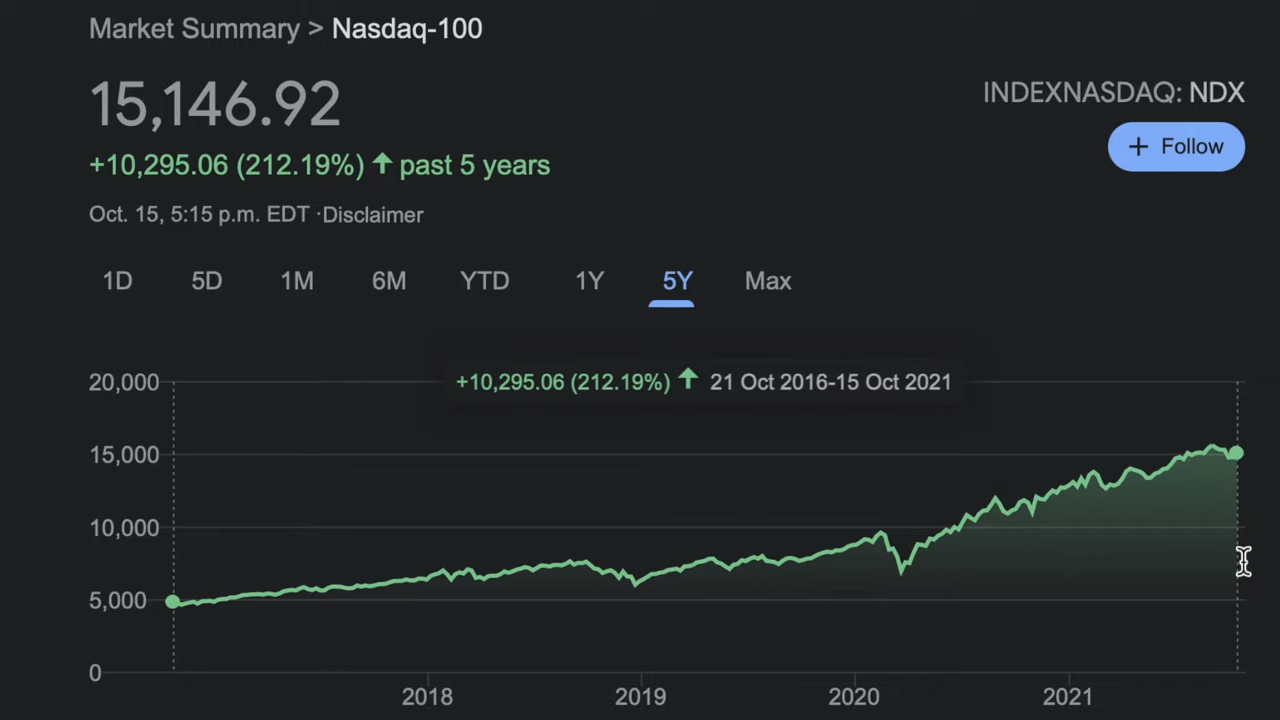 Market Summary > Nasdaq-100
15,146.92
INDEXNASDAQ: NDX
+10,295.06 (212.19%) ↑ past 5 years
+ Follow
Oct. 15, 5:15 p.m. EDT ·Disclaimer
1D 5D 1M 6M YTD 1Y 5Y Max
+10,295.06 (212.19%) ↑ 21 Oct 2016-15 Oct 2021
20,000
15,000
10,000
5,000
0
2018 2019 2020 2021